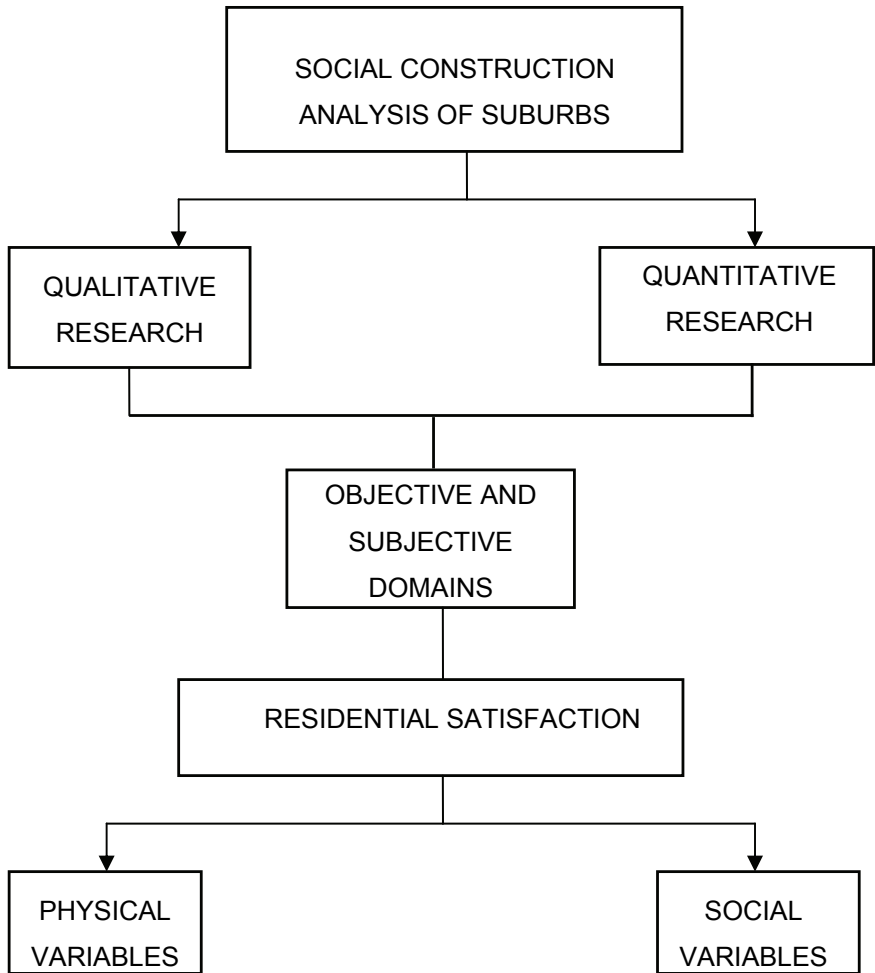 SOCIAL CONSTRUCTION
ANALYSIS OF SUBURBS
QUALITATIVE
RESEARCH
QUANTITATIVE
RESEARCH
OBJECTIVE AND
SUBJECTIVE
DOMAINS
RESIDENTIAL SATISFACTION
PHYSICAL
VARIABLES
SOCIAL
VARIABLES